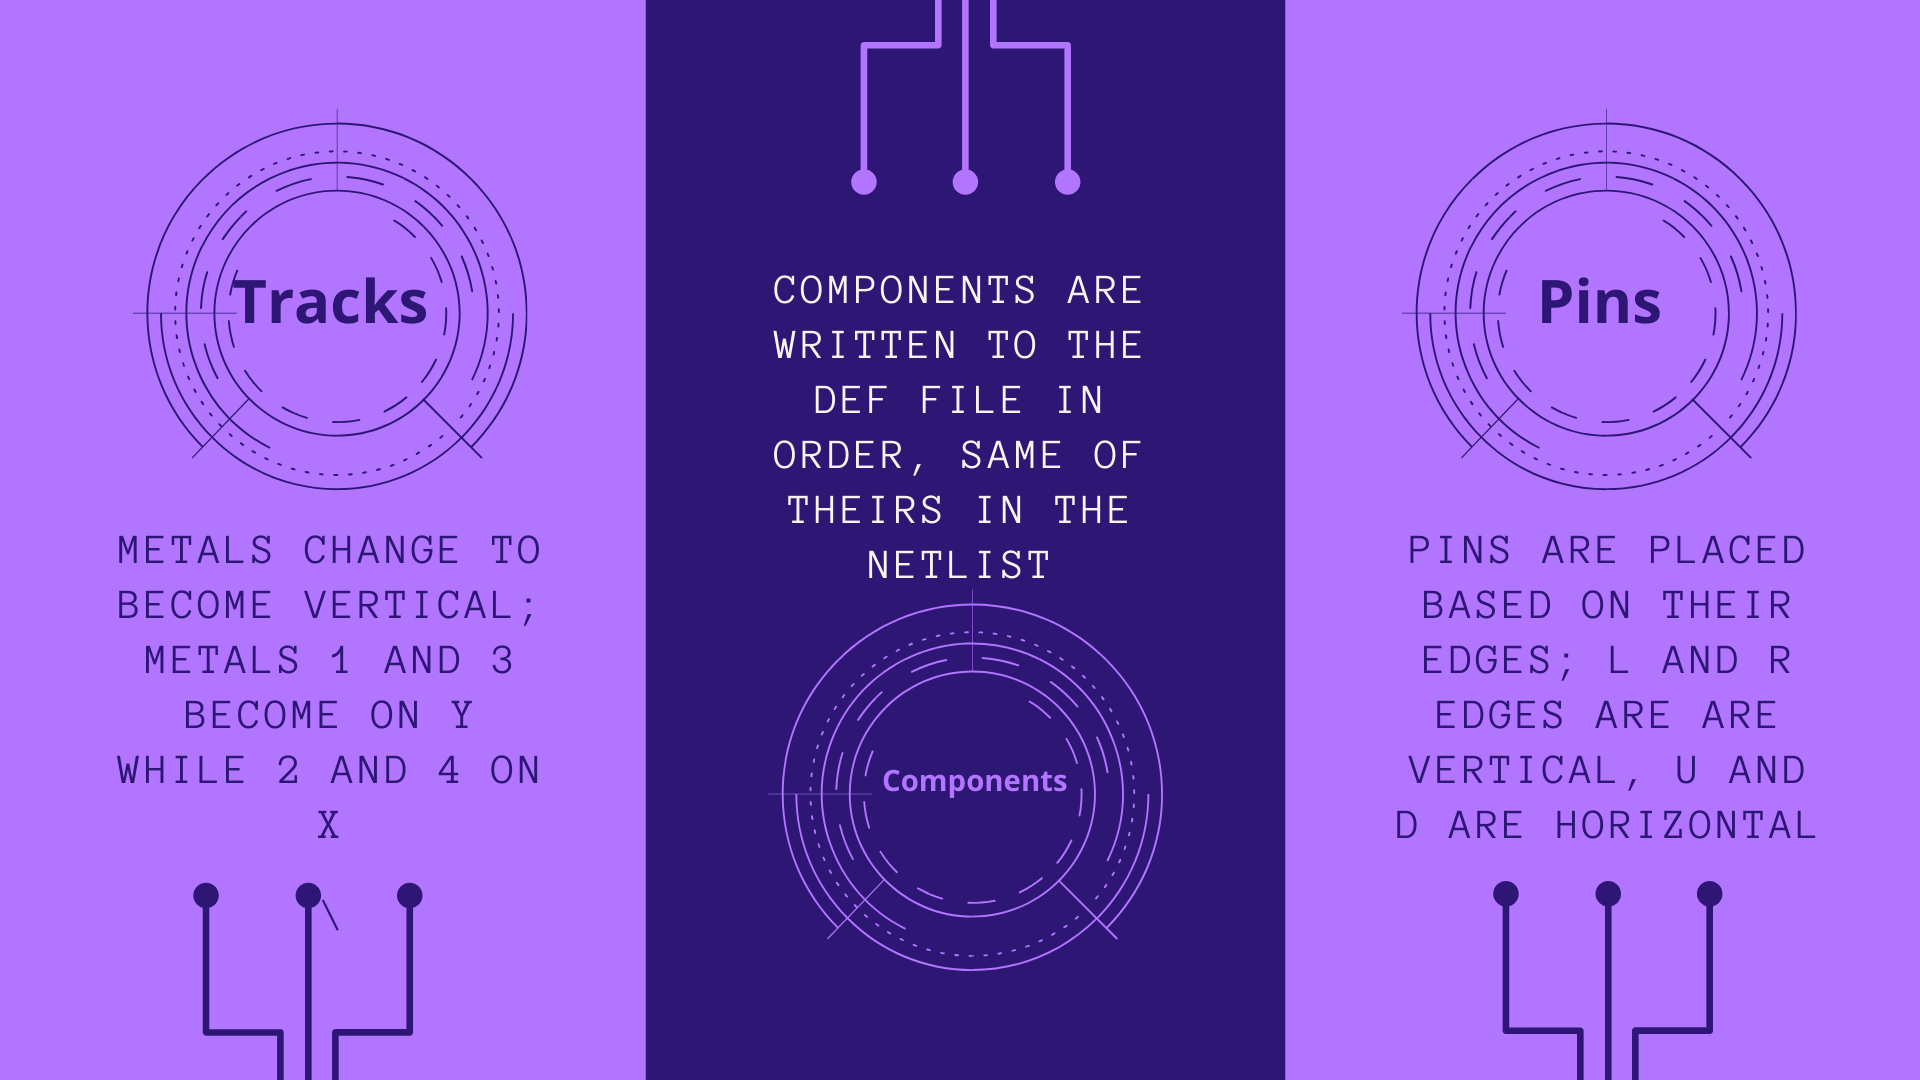 Tracks
METALS CHANGE TO
BECOME VERTICAL;
METALS 1 AND 3
BECOME ON Y
WHILE 2 AND 4 ON
X
COMPONENTS ARE
WRITTEN TO THE
DEF FILE IN
ORDER, SAME OF
THEIRS IN THE
NETLIST
Components
Pins
PINS ARE PLACED
BASED ON THEIR
EDGES; L AND R
EDGES ARE ARE
VERTICAL, U AND
D ARE HORIZONTAL